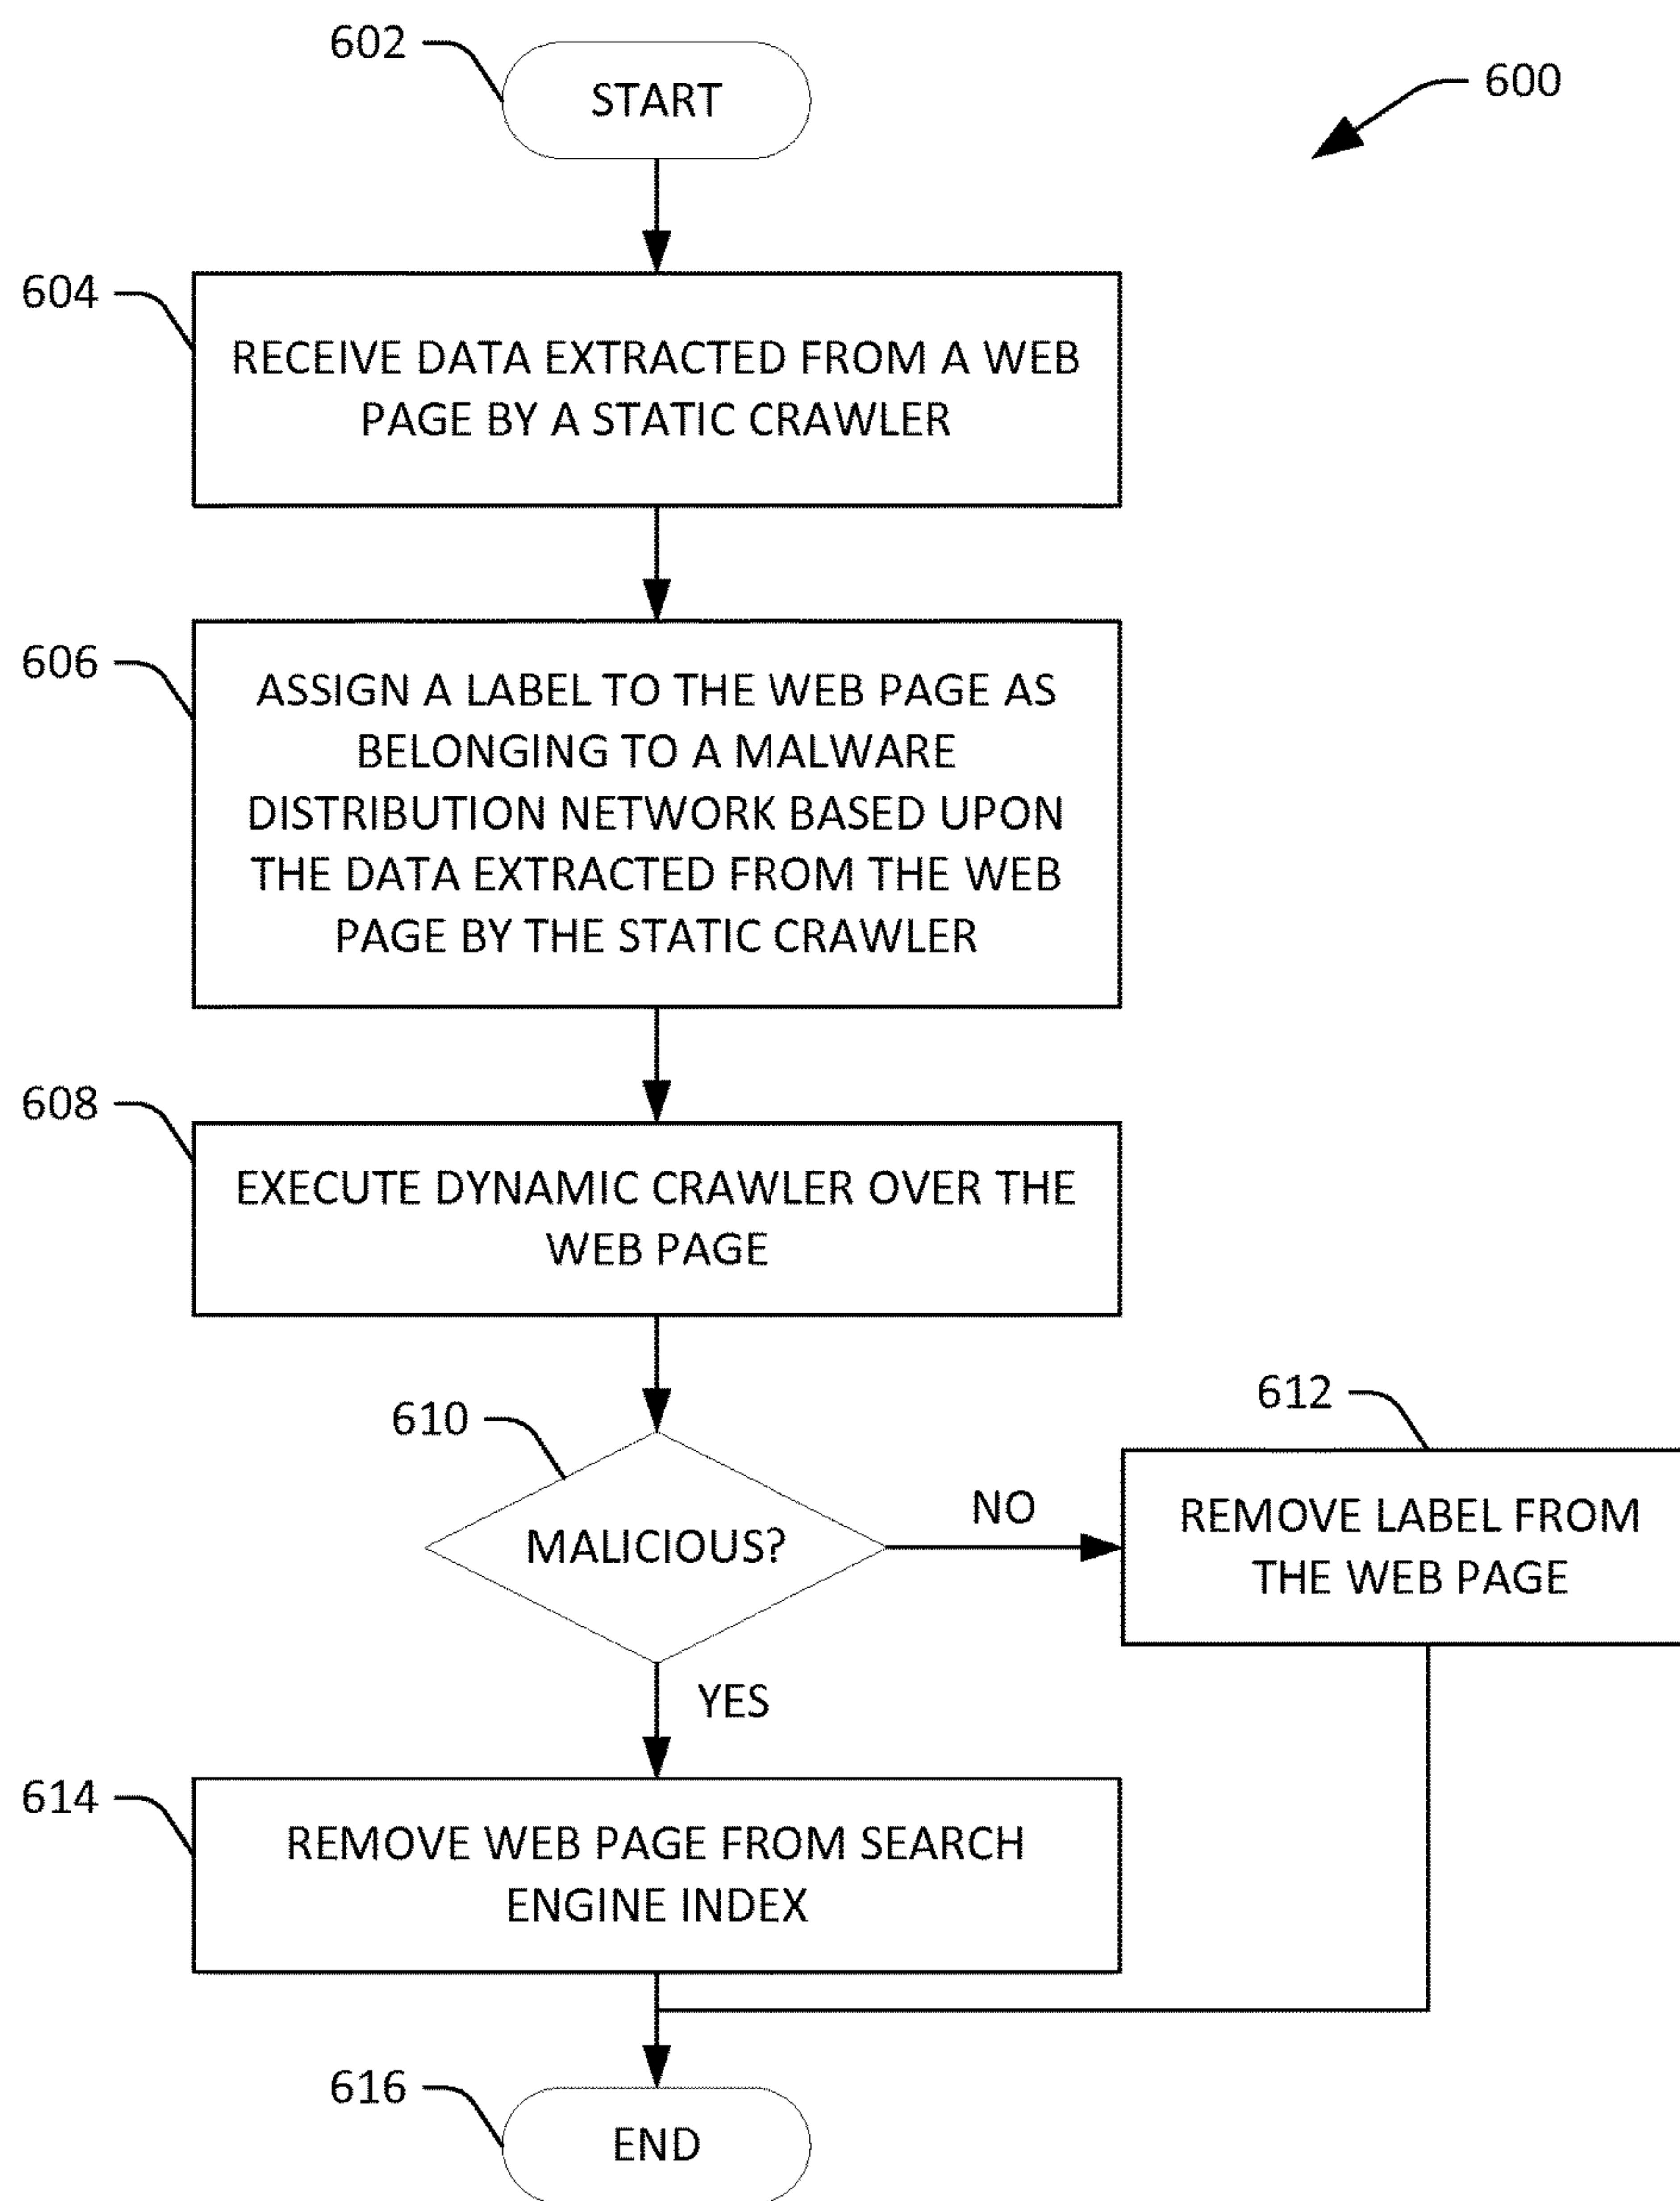 602
START
600
604
RECEIVE DATA EXTRACTED FROM A WEB
PAGE BY A STATIC CRAWLER
606
ASSIGN A LABEL TO THE WEB PAGE AS
BELONGING TO A MALWARE
DISTRIBUTION NETWORK BASED UPON
THE DATA EXTRACTED FROM THE WEB
PAGE BY THE STATIC CRAWLER
608
EXECUTE DYNAMIC CRAWLER OVER THE
WEB PAGE
610
MALICIOUS?
NO
612
REMOVE LABEL FROM
THE WEB PAGE
YES
614
REMOVE WEB PAGE FROM SEARCH
ENGINE INDEX
616
END